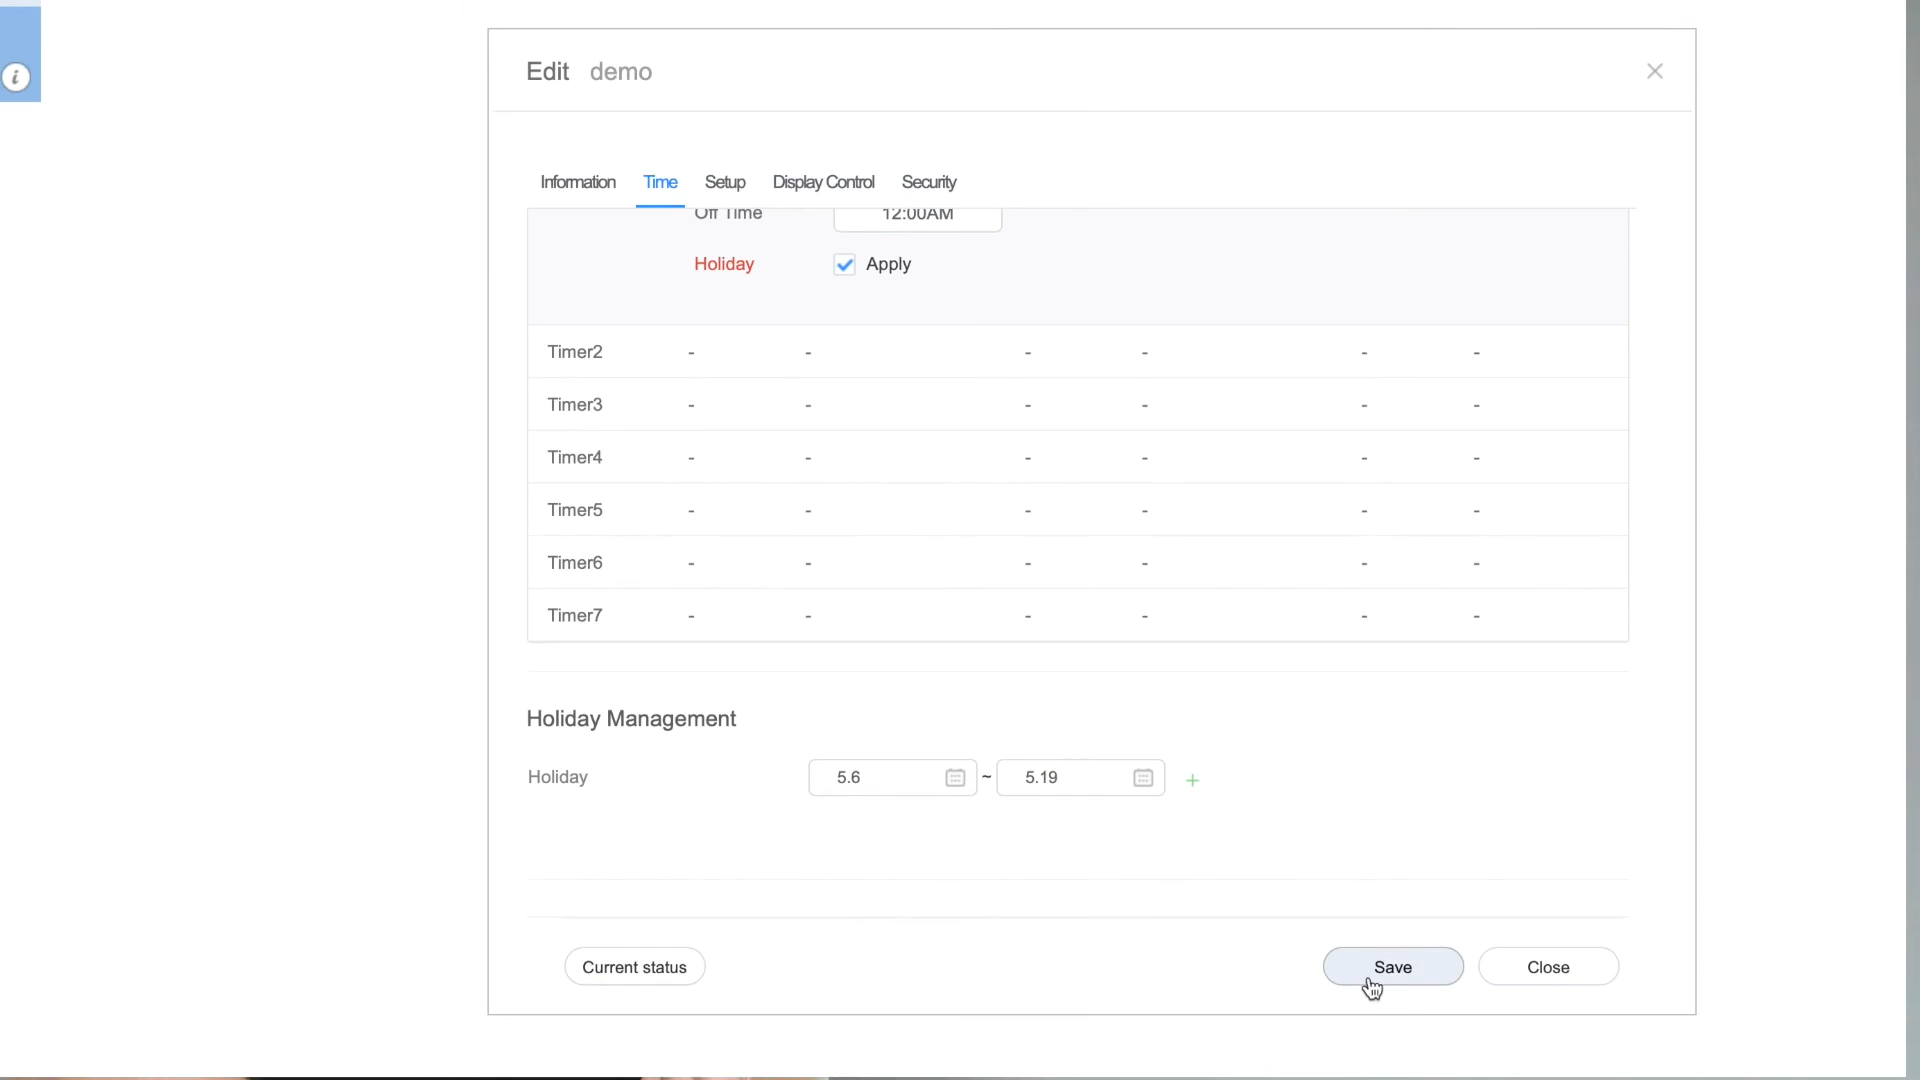 Edit demo
Information Time Setup Display Control Security
Off Time 12:00AM
Holiday Apply
Timer2 - - - - - -
Timer3 - - - - - -
Timer4 - - - - - -
Timer5 - - - - - -
Timer6 - - - - - -
Timer7 - - - - - -
Holiday Management
Holiday 5.6 ~ 5.19 +
Current status Save Close